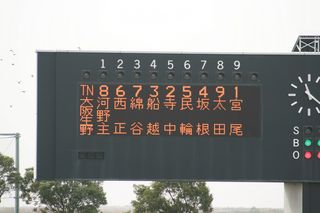 1 2 3 4 5 6 7 8 9
TN 8 6 7 3 2 5 4 9 1
大 河 西 綿 船 寺 民 坂 太 宮
阪 野
生
野 主 正 谷 越 中 輪 根 田 尾
S
B
O